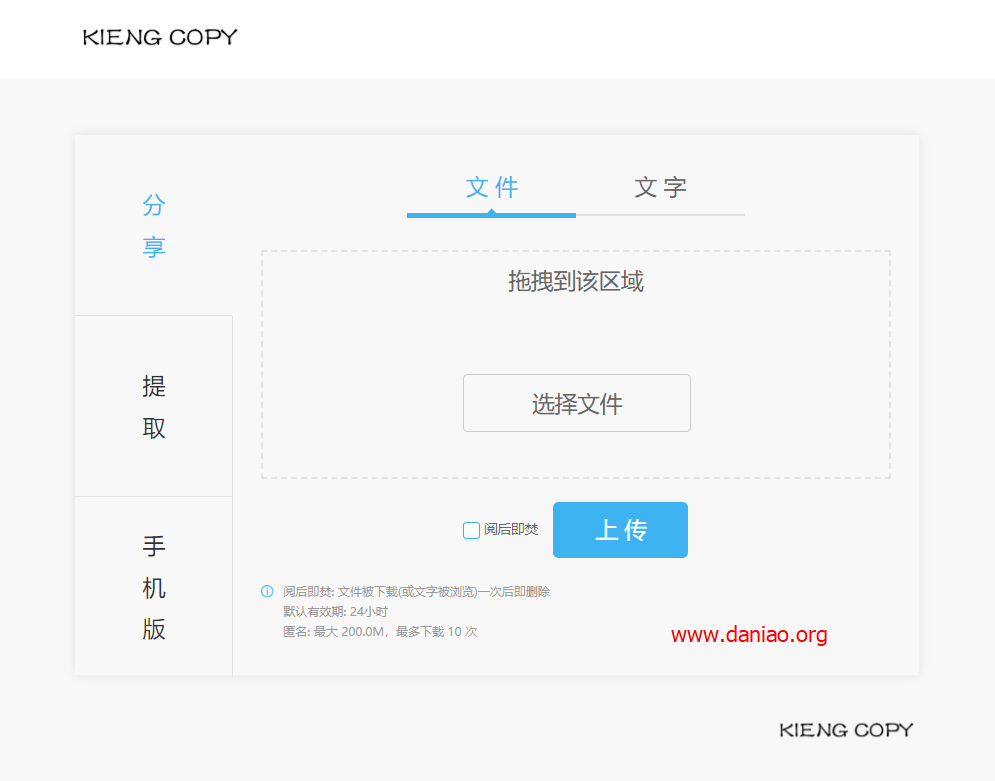 KIENG COPY
分享
文件
文字
拖拽到该区域
选择文件
提取
阅后即焚
上传
手机版
阅后即焚: 文件被下载(或文字被浏览)一次后即删除
默认有效期: 24小时
匿名: 最大 200.0M，最多下载 10 次
www.daniao.org
KIENG COPY